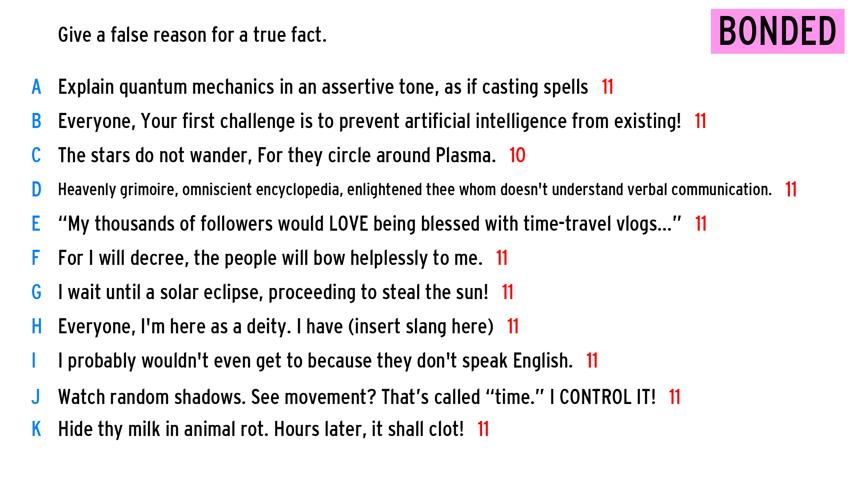 Give a false reason for a true fact.
BONDED
A Explain quantum mechanics in an assertive tone, as if casting spells 11
B Everyone, Your first challenge is to prevent artificial intelligence from existing! 11
C The stars do not wander, For they circle around Plasma. 10
D Heavenly grimoire, omniscient encyclopedia, enlightened thee whom doesn't understand verbal communication. 11
E “My thousands of followers would LOVE being blessed with time-travel vlogs...” 11
F For I will decree, the people will bow helplessly to me. 11
G I wait until a solar eclipse, proceeding to steal the sun! 11
H Everyone, I'm here as a deity. I have (insert slang here) 11
I I probably wouldn't even get to because they don't speak English. 11
J Watch random shadows. See movement? That’s called “time.” I CONTROL IT! 11
K Hide thy milk in animal rot. Hours later, it shall clot! 11